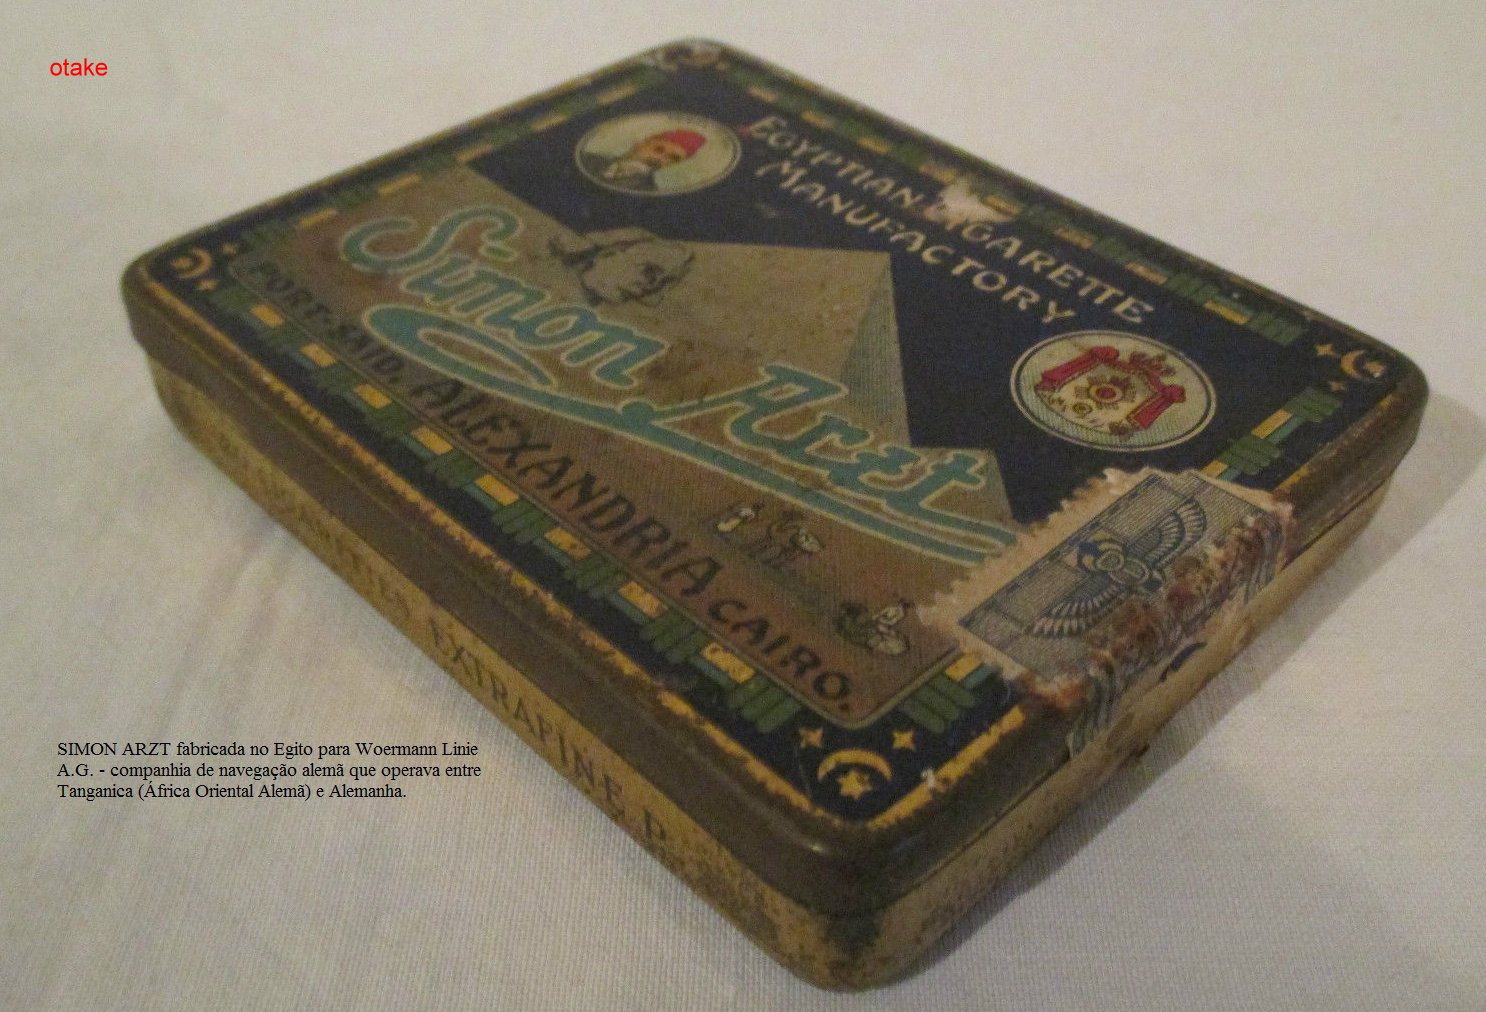 otake
EGYPTIAN CIGARETTE
MANUFACTORY
Simon Arzt
PORT-SAID. ALEXANDRIA CAIRO.
CIGARETTES EXTRAFINE
SIMON ARZT fabricada no Egito para Woermann Linie
A.G. - companhia de navegação alemã que operava entre
Tanganica (África Oriental Alemã) e Alemanha.